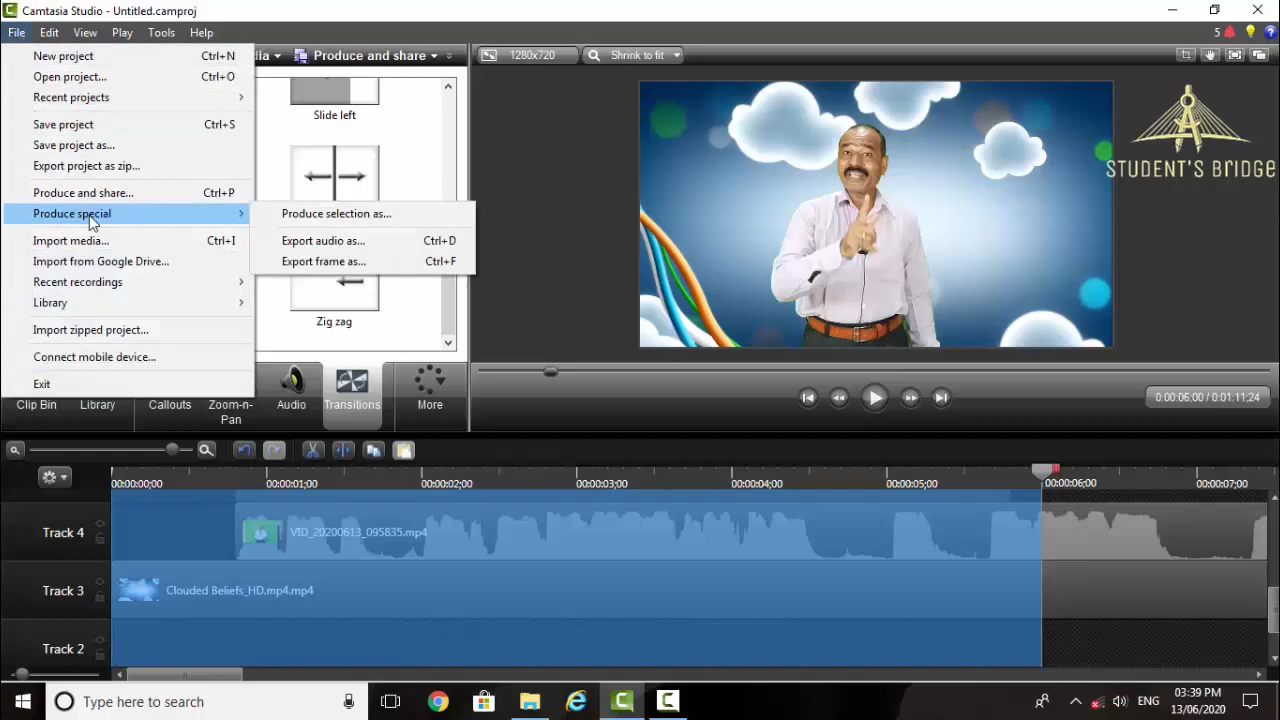 Camtasia Studio - Untitled.camproj
File Edit View Play Tools Help
5
New project Ctrl+N
Open project... Ctrl+O
Recent projects
Save project Ctrl+S
Save project as...
Export project as zip...
Produce and share... Ctrl+P
Produce special
Import media... Ctrl+I
Import from Google Drive...
Recent recordings
Library
Import zipped project...
Connect mobile device...
Exit
Produce selection as...
Export audio as... Ctrl+D
Export frame as... Ctrl+F
Produce and share
Slide left
Zig zag
1280x720 Shrink to fit
STUDENT'S BRIDGE
Clip Bin Library Callouts Zoom-n-Pan Audio Transitions More
0:00:06;00 / 0:01:11;24
00:00:00;00 00:00:01;00 00:00:02;00 00:00:03;00 00:00:04;00 00:00:05;00 00:00:06;00 00:00:07;00
Track 4 VID_20200613_095835.mp4
Track 3 Clouded Beliefs_HD.mp4.mp4
Track 2
Type here to search
ENG
03:39 PM
13/06/2020